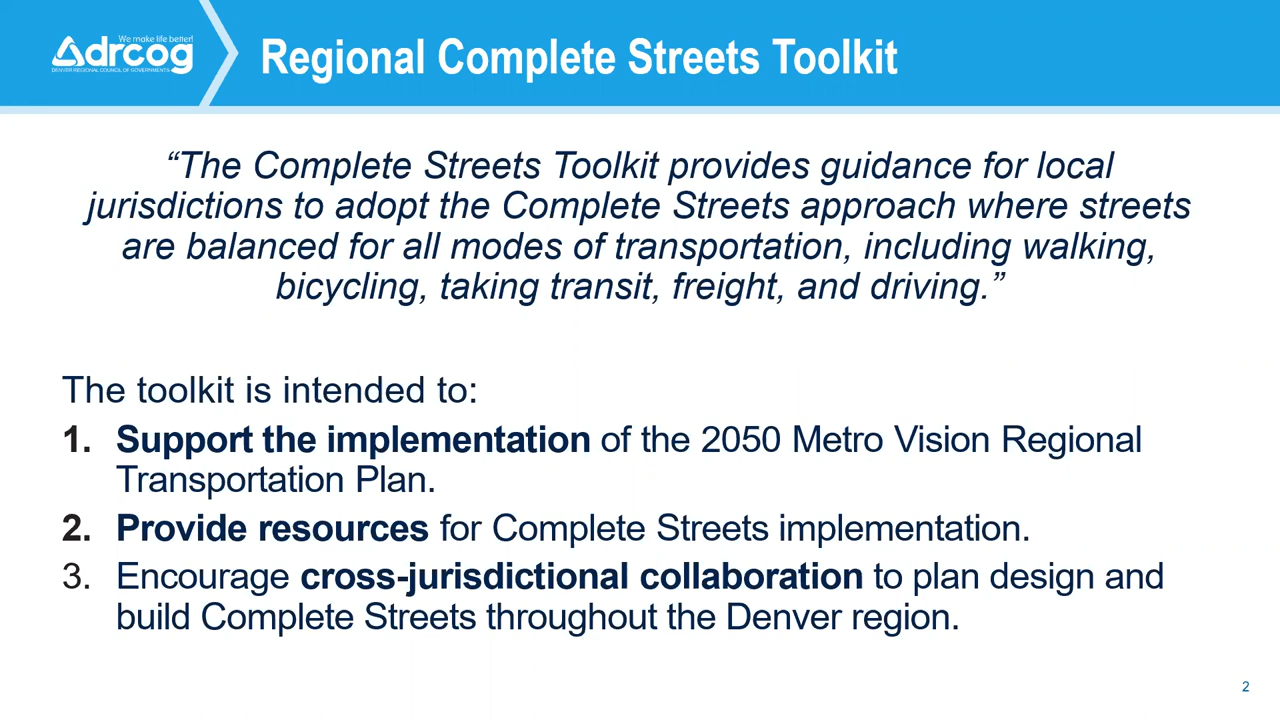 We make life better!
drcog
DENVER REGIONAL COUNCIL OF GOVERNMENTS
Regional Complete Streets Toolkit
“The Complete Streets Toolkit provides guidance for local
jurisdictions to adopt the Complete Streets approach where streets
are balanced for all modes of transportation, including walking,
bicycling, taking transit, freight, and driving.”
The toolkit is intended to:
1. Support the implementation of the 2050 Metro Vision Regional
Transportation Plan.
2. Provide resources for Complete Streets implementation.
3. Encourage cross-jurisdictional collaboration to plan design and
build Complete Streets throughout the Denver region.
2